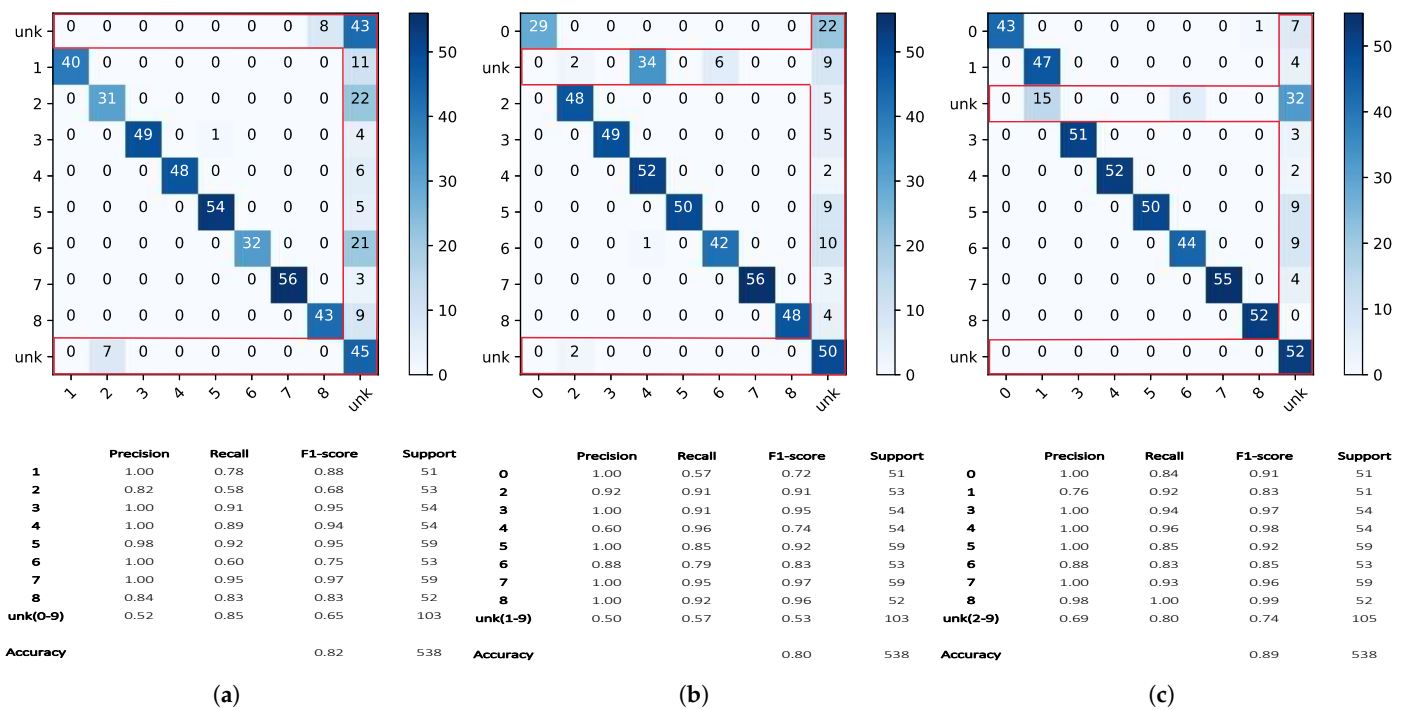 unk 0 0 0 0 0 0 0 8 43
1 40 0 0 0 0 0 0 0 11
2 0 31 0 0 0 0 0 0 22
3 0 0 49 0 1 0 0 0 4
4 0 0 0 48 0 0 0 0 6
5 0 0 0 0 54 0 0 0 5
6 0 0 0 0 0 32 0 0 21
7 0 0 0 0 0 0 56 0 3
8 0 0 0 0 0 0 0 43 9
unk 0 7 0 0 0 0 0 0 45
1 2 3 4 5 6 7 8 unk
50
40
30
20
10
0
0 29 0 0 0 0 0 0 0 22
unk 0 2 0 34 0 6 0 0 9
2 0 48 0 0 0 0 0 0 5
3 0 0 49 0 0 0 0 0 5
4 0 0 0 52 0 0 0 0 2
5 0 0 0 0 50 0 0 0 9
6 0 0 0 1 0 42 0 0 10
7 0 0 0 0 0 0 56 0 3
8 0 0 0 0 0 0 0 48 4
unk 0 2 0 0 0 0 0 0 50
0 2 3 4 5 6 7 8 unk
50
40
30
20
10
0
0 43 0 0 0 0 0 0 1 7
1 0 47 0 0 0 0 0 0 4
unk 0 15 0 0 0 6 0 0 32
3 0 0 51 0 0 0 0 0 3
4 0 0 0 52 0 0 0 0 2
5 0 0 0 0 50 0 0 0 9
6 0 0 0 0 0 44 0 0 9
7 0 0 0 0 0 0 55 0 4
8 0 0 0 0 0 0 0 52 0
unk 0 0 0 0 0 0 0 0 52
0 1 3 4 5 6 7 8 unk
50
40
30
20
10
0
Precision Recall F1-score Support
1 1.00 0.78 0.88 51
2 0.82 0.58 0.68 53
3 1.00 0.91 0.95 54
4 1.00 0.89 0.94 54
5 0.98 0.92 0.95 59
6 1.00 0.60 0.75 53
7 1.00 0.95 0.97 59
8 0.84 0.83 0.83 52
unk(0-9) 0.52 0.85 0.65 103
Accuracy 0.82 538
(a)
Precision Recall F1-score Support
0 1.00 0.57 0.72 51
2 0.92 0.91 0.91 53
3 1.00 0.91 0.95 54
4 0.60 0.96 0.74 54
5 1.00 0.85 0.92 59
6 0.88 0.79 0.83 53
7 1.00 0.95 0.97 59
8 1.00 0.92 0.96 52
unk(1-9) 0.50 0.57 0.53 103
Accuracy 0.80 538
(b)
Precision Recall F1-score Support
0 1.00 0.84 0.91 51
1 0.76 0.92 0.83 51
3 1.00 0.94 0.97 54
4 1.00 0.96 0.98 54
5 1.00 0.85 0.92 59
6 0.88 0.83 0.85 53
7 1.00 0.93 0.96 59
8 0.98 1.00 0.99 52
unk(2-9) 0.69 0.80 0.74 105
Accuracy 0.89 538
(c)